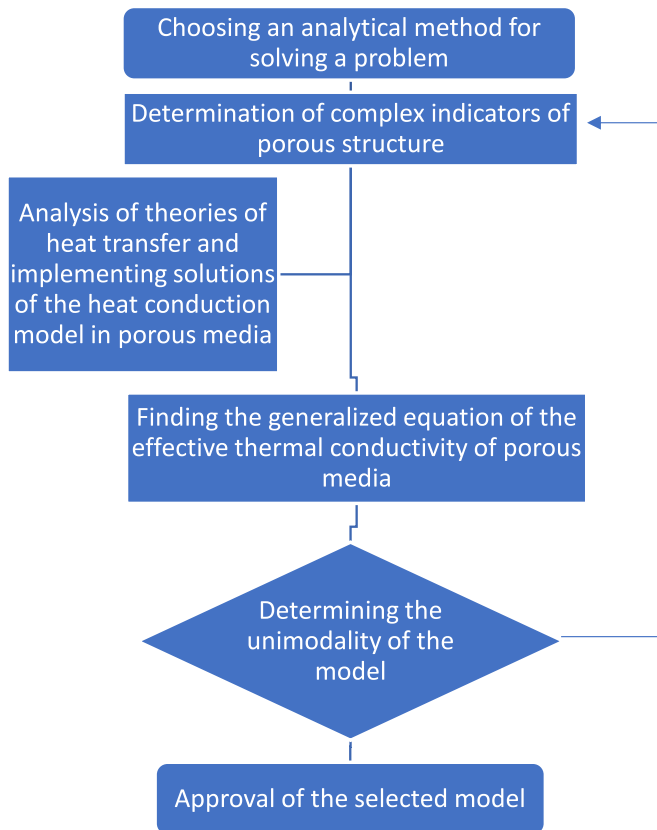 Choosing an analytical method for
solving a problem
Determination of complex indicators of
porous structure
Analysis of theories of
heat transfer and
implementing solutions
of the heat conduction
model in porous media
Finding the generalized equation of the
effective thermal conductivity of porous
media
Determining the
unimodality of the
model
Approval of the selected model